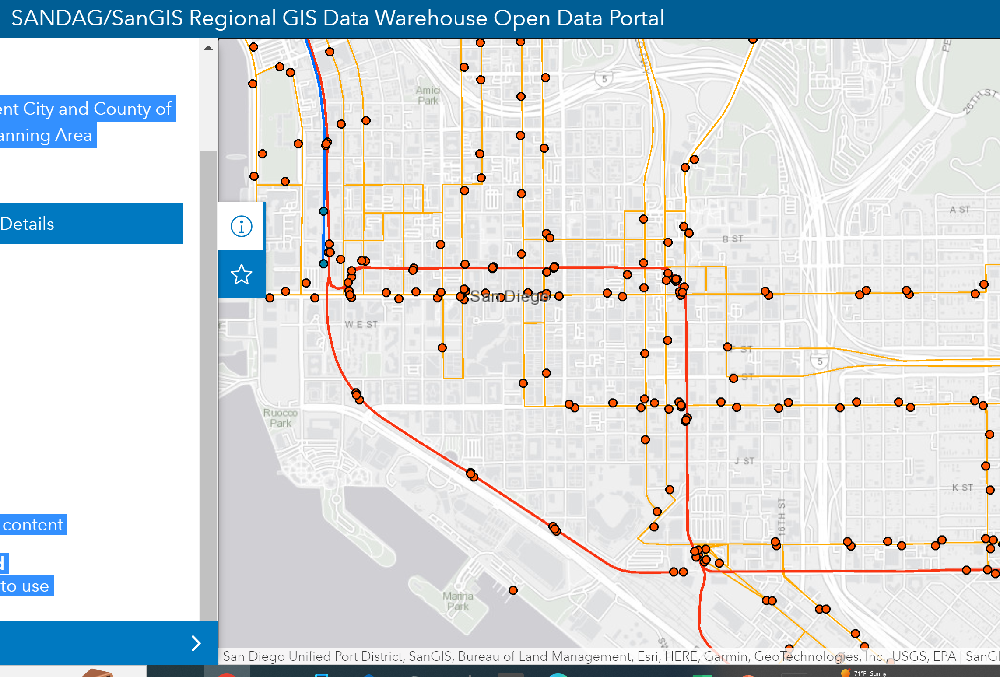 SANDAG/SanGIS Regional GIS Data Warehouse Open Data Portal
ent City and County of
anning Area
Details
content
d
to use
Amici
Park
5
26TH ST
A ST
B ST
San Diego
W E ST
F ST
ST
5
Ruocco
Park
J ST
K ST
16TH ST
Marina
Park
San Diego Unified Port District, SanGIS, Bureau of Land Management, Esri, HERE, Garmin, GeoTechnologies, Inc., USGS, EPA | SanGI
71°F Sunny